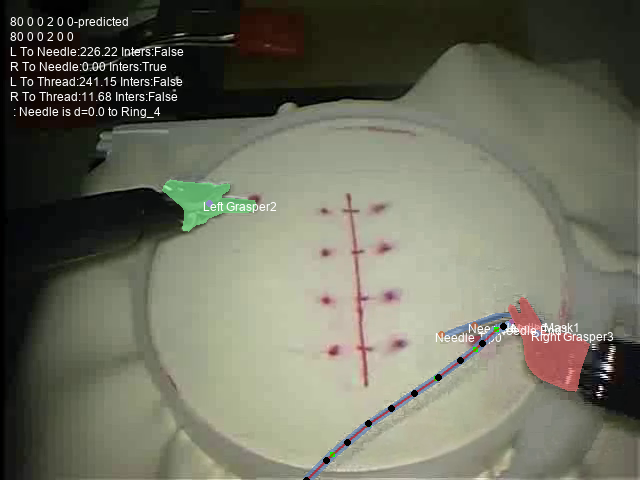 80 0 0 2 0 0-predicted
80 0 0 2 0 0
L To Needle:226.22 Inters:False
R To Needle:0.00 Inters:True
L To Thread:241.15 Inters:False
R To Thread:11.68 Inters:False
: Needle is d=0.0 to Ring_4
Left Grasper2
Mask1
Needle
Right Grasper3